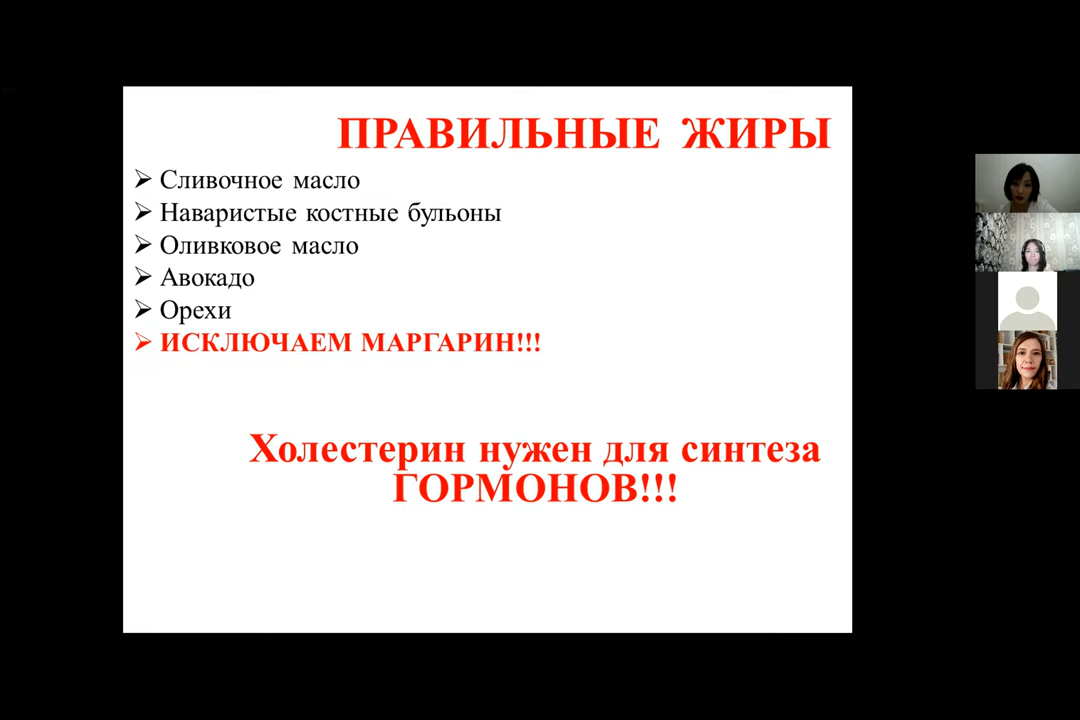 ПРАВИЛЬНЫЕ ЖИРЫ
Сливочное масло
Наваристые костные бульоны
Оливковое масло
Авокадо
Орехи
ИСКЛЮЧАЕМ МАРГАРИН!!!
Холестерин нужен для синтеза
ГОРМОНОВ!!!